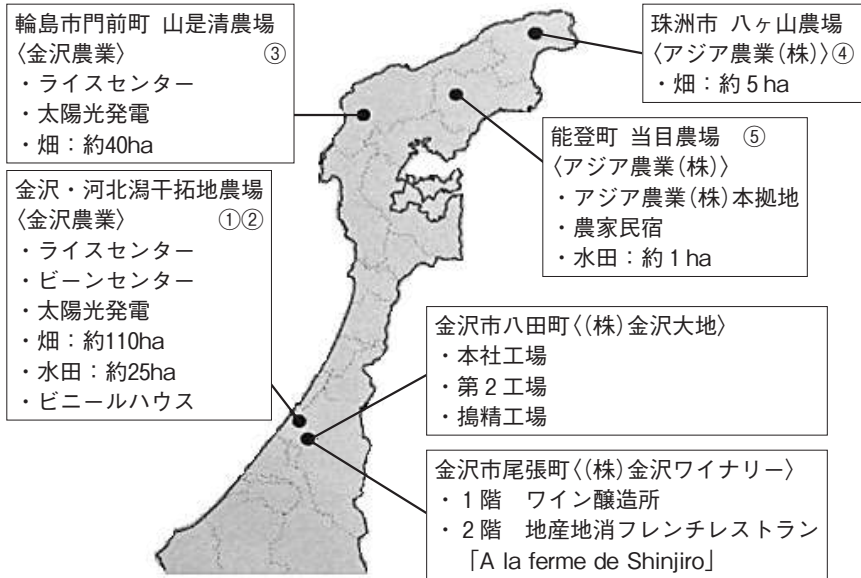 輪島市門前町 山是清農場
〈金沢農業〉 ③
・ライスセンター
・太陽光発電
・畑：約40ha
珠洲市 八ヶ山農場
〈アジア農業(株)〉④
・畑：約５ha
能登町 当目農場 ⑤
〈アジア農業(株)〉
・アジア農業(株)本拠地
・農家民宿
・水田：約１ha
金沢・河北潟干拓地農場
〈金沢農業〉 ①②
・ライスセンター
・ビーンセンター
・太陽光発電
・畑：約110ha
・水田：約25ha
・ビニールハウス
金沢市八田町〈(株)金沢大地〉
・本社工場
・第２工場
・搗精工場
金沢市尾張町〈(株)金沢ワイナリー〉
・１階 ワイン醸造所
・２階 地産地消フレンチレストラン
「A la ferme de Shinjiro」